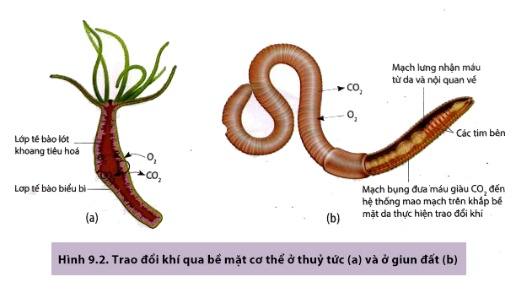 Lớp tế bào lót
khoang tiêu hoá
O₂
CO₂
Lợp tế bào biểu bì
(a)
CO₂
O₂
Mạch lưng nhận máu
từ da và nội quan về
Các tim bên
Mạch bụng đưa máu giàu CO₂ đến
hệ thống mao mạch trên khắp bề
mặt da thực hiện trao đổi khí
(b)
Hình 9.2. Trao đổi khí qua bề mặt cơ thể ở thuỷ tức (a) và ở giun đất (b)